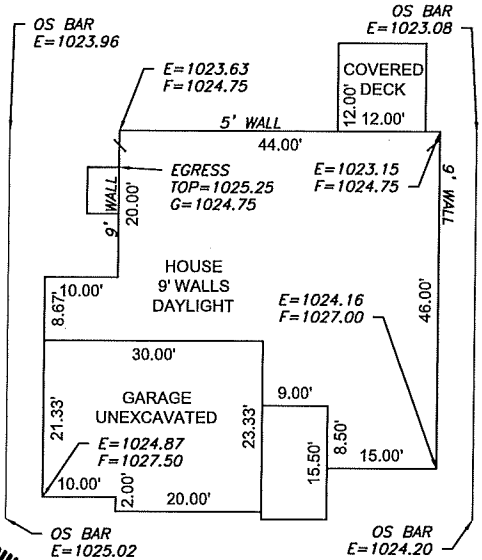 OS BAR
E=1023.96
OS BAR
E=1023.08
E=1023.63
F=1024.75
COVERED
DECK
12.00'
12.00'
5' WALL
44.00'
EGRESS
TOP=1025.25
G=1024.75
E=1023.15
F=1024.75
9' WALL
20.00'
9' WALL
HOUSE
9' WALLS
DAYLIGHT
10.00'
8.67'
E=1024.16
F=1027.00
46.00'
30.00'
GARAGE
UNEXCAVATED
21.33'
23.33'
9.00'
E=1024.87
F=1027.50
15.50'
8.50'
15.00'
10.00'
2.00'
20.00'
OS BAR
E=1025.02
OS BAR
E=1024.20